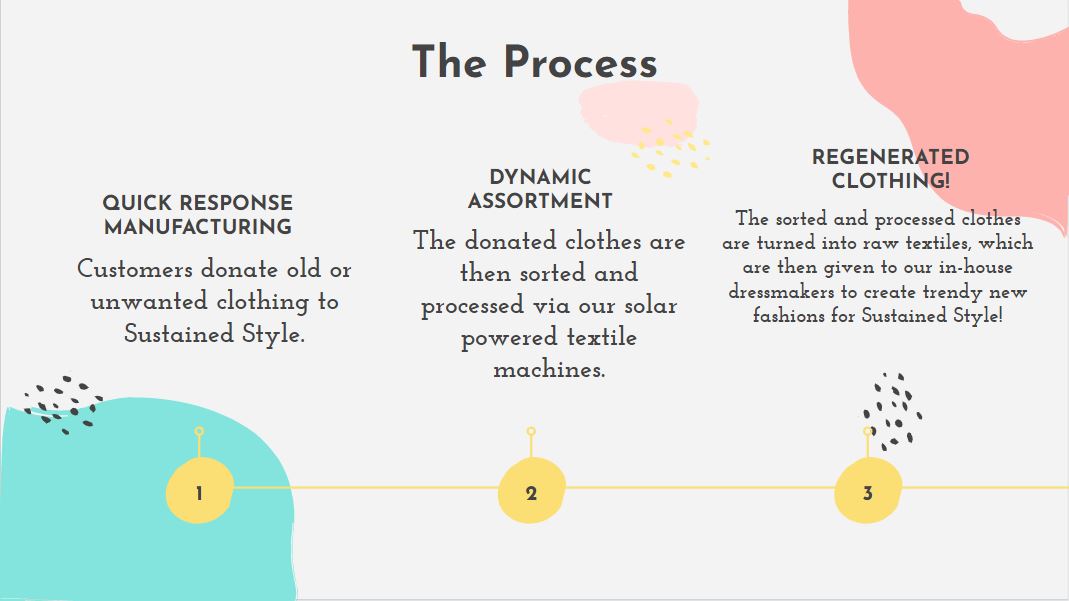 The Process
QUICK RESPONSE
MANUFACTURING
Customers donate old or
unwanted clothing to
Sustained Style.
DYNAMIC
ASSORTMENT
The donated clothes are
then sorted and
processed via our solar
powered textile
machines.
REGENERATED
CLOTHING!
The sorted and processed clothes
are turned into raw textiles, which
are then given to our in-house
dressmakers to create trendy new
fashions for Sustained Style!
1
2
3